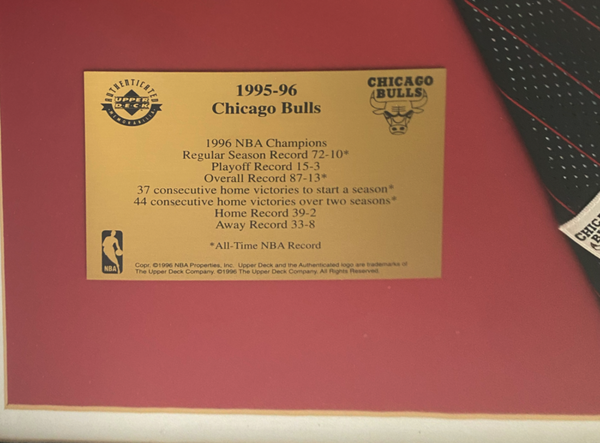 AUTHENTICATED
UPPER
DECK
MEMORABILIA
1995-96
Chicago Bulls
CHICAGO
BULLS
1996 NBA Champions
Regular Season Record 72-10*
Playoff Record 15-3
Overall Record 87-13*
37 consecutive home victories to start a season*
44 consecutive home victories over two seasons*
Home Record 39-2
Away Record 33-8
*All-Time NBA Record
NBA
Copr. ©1996 NBA Properties, Inc. Upper Deck and the Authenticated logo are trademarks of
The Upper Deck Company. ©1996 The Upper Deck Company. All Rights Reserved.